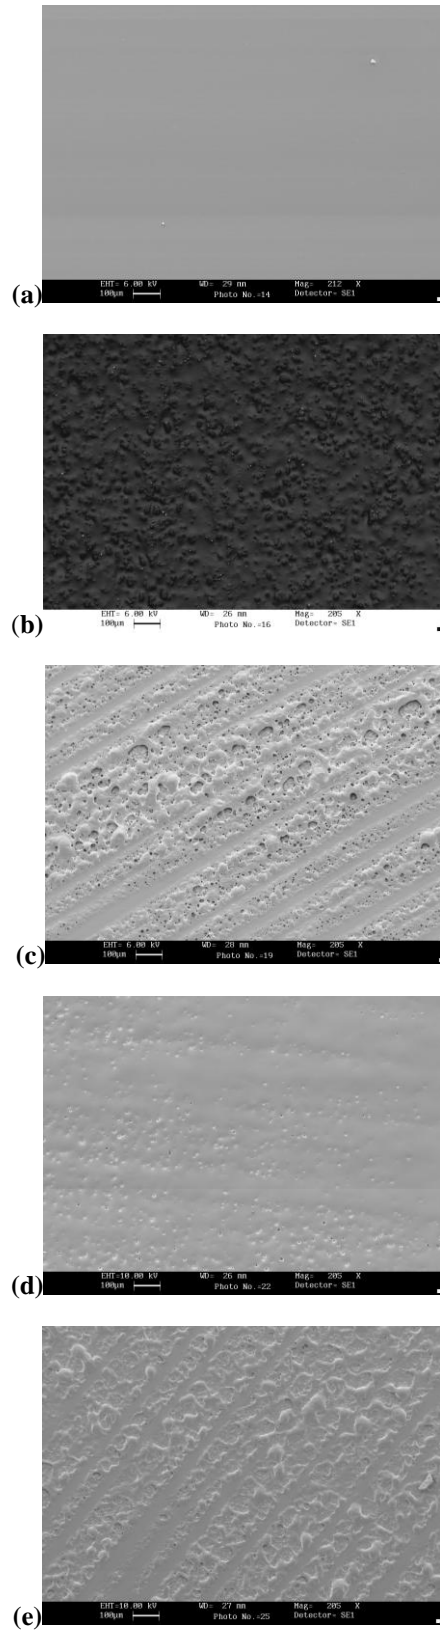 EHT= 6.00 kV WD= 29 mm Mag= 212 X
100µm Photo No.=14 Detector= SE1
(a)
EHT= 6.00 kV WD= 26 mm Mag= 205 X
100µm Photo No.=16 Detector= SE1
(b)
EHT= 6.00 kV WD= 28 mm Mag= 205 X
100µm Photo No.=19 Detector= SE1
(c)
EHT=10.00 kV WD= 26 mm Mag= 205 X
100µm Photo No.=22 Detector= SE1
(d)
EHT=10.00 kV WD= 27 mm Mag= 205 X
100µm Photo No.=25 Detector= SE1
(e)